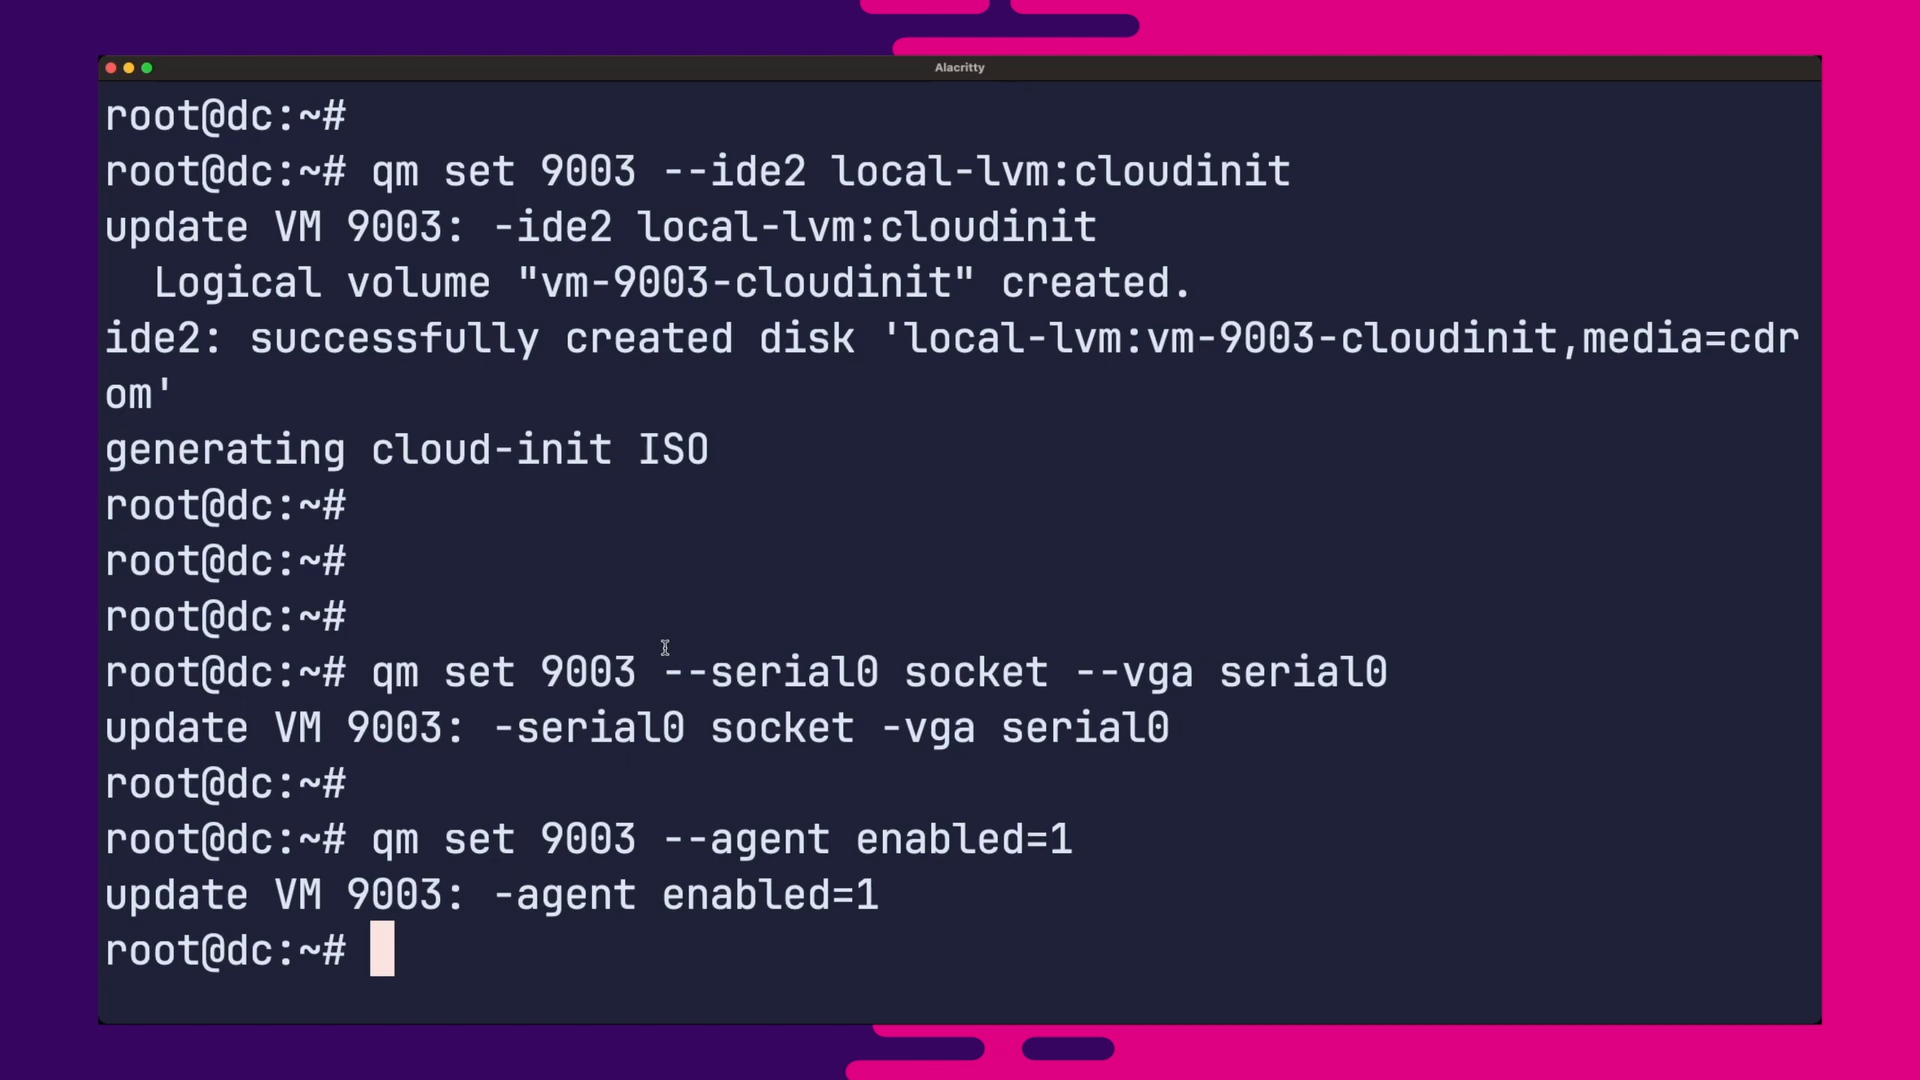 Alacritty
root@dc:~#
root@dc:~# qm set 9003 --ide2 local-lvm:cloudinit
update VM 9003: -ide2 local-lvm:cloudinit
  Logical volume "vm-9003-cloudinit" created.
ide2: successfully created disk 'local-lvm:vm-9003-cloudinit,media=cdr
om'
generating cloud-init ISO
root@dc:~#
root@dc:~#
root@dc:~#
root@dc:~# qm set 9003 --serial0 socket --vga serial0
update VM 9003: -serial0 socket -vga serial0
root@dc:~#
root@dc:~# qm set 9003 --agent enabled=1
update VM 9003: -agent enabled=1
root@dc:~#